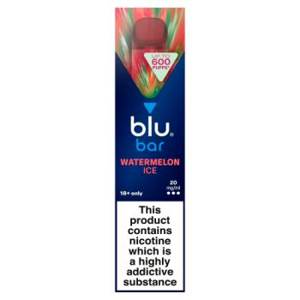 UP TO
600
PUFFS*
blu®
bar
WATERMELON
ICE
18+ only
20
mg/ml
This
product
contains
nicotine
which is
a highly
addictive
substance